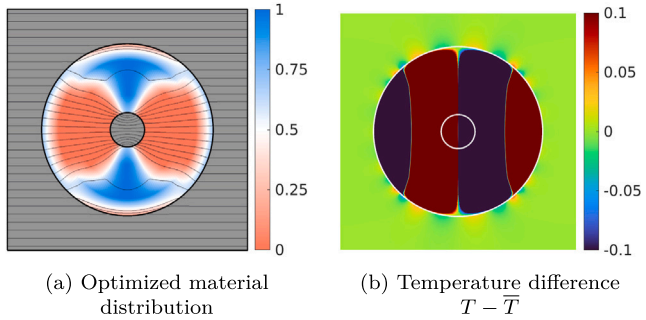 1
0.75
0.5
0.25
0
0.1
0.05
0
-0.05
-0.1
(a) Optimized material
distribution
(b) Temperature difference
T − T̅